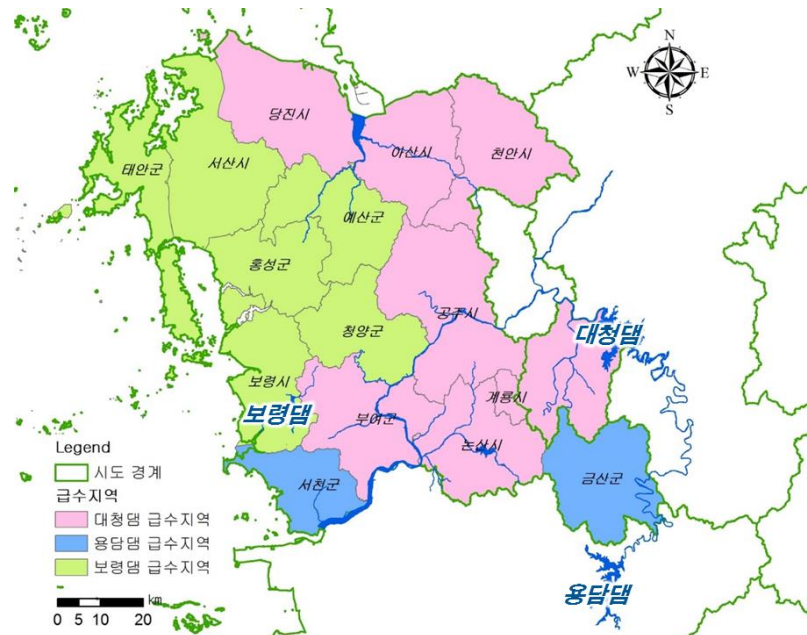 N
W E
S
당진시
아산시
천안시
태안군
서산시
예산군
홍성군
공주시
청양군
대청댐
보령시
계룡시
보령댐
부여군
논산시
서천군
금산군
용담댐
Legend
시도 경계
급수지역
대청댐 급수지역
용담댐 급수지역
보령댐 급수지역
km
0 5 10 20